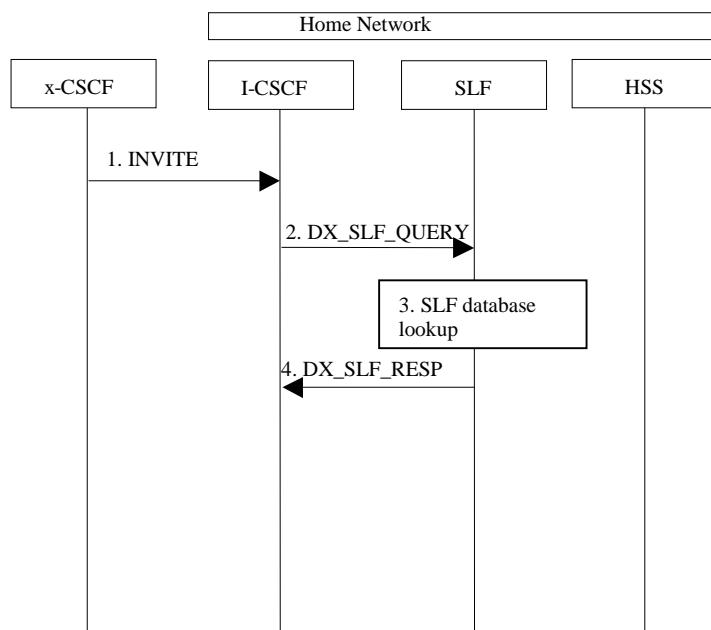 Home Network
x-CSCF
I-CSCF
SLF
HSS
1. INVITE
2. DX_SLF_QUERY
3. SLF database
lookup
4. DX_SLF_RESP